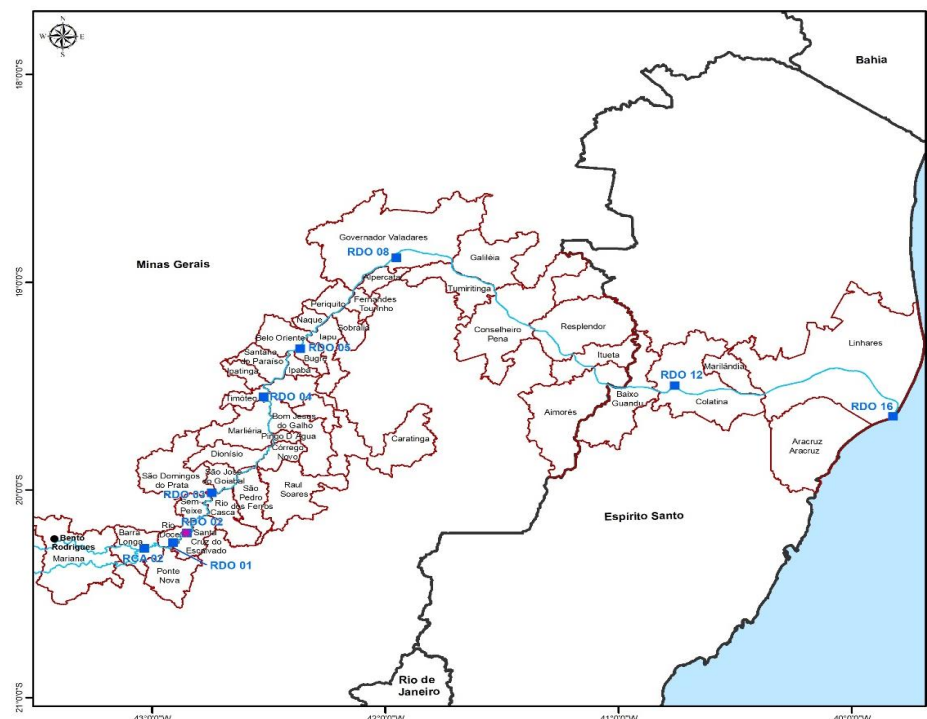 N
W
E
S
Bahia
18°0'0"S
Minas Gerais
Governador Valadares
RDO 08
Galiléia
Alpercata
19°0'0"S
Tumiritinga
Periquito
Fernandes
Tourinho
Naque
Sobrália
Resplendor
Conselheiro
Pena
Belo Oriente
Iapu
RDO 05
Linhares
Santana
do Paraíso
Bugre
Itueta
Marilândia
Ipatinga
Ipaba
RDO 12
Baixo
Guandu
Colatina
Timóteo
RDO 04
Aimorés
RDO 16
Bom Jesus
do Galho
Marliéria
Pingo D´Água
Caratinga
Aracruz
Aracruz
Córrego
Novo
Dionísio
São Domingos
do Prata
São José
do Goiabal
Raul
Soares
São
Pedro
dos Ferros
RDO 03
20°0'0"S
Sem-
Peixe
Rio
Casca
RDO 02
Espirito Santo
Bento
Rodrigues
Barra
Longa
Rio
Doce
Santa
Cruz do
Escalvado
Mariana
RCA 02
RDO 01
Ponte
Nova
Rio de
Janeiro
21°0'0"S
43°0'0"W
42°0'0"W
41°0'0"W
40°0'0"W